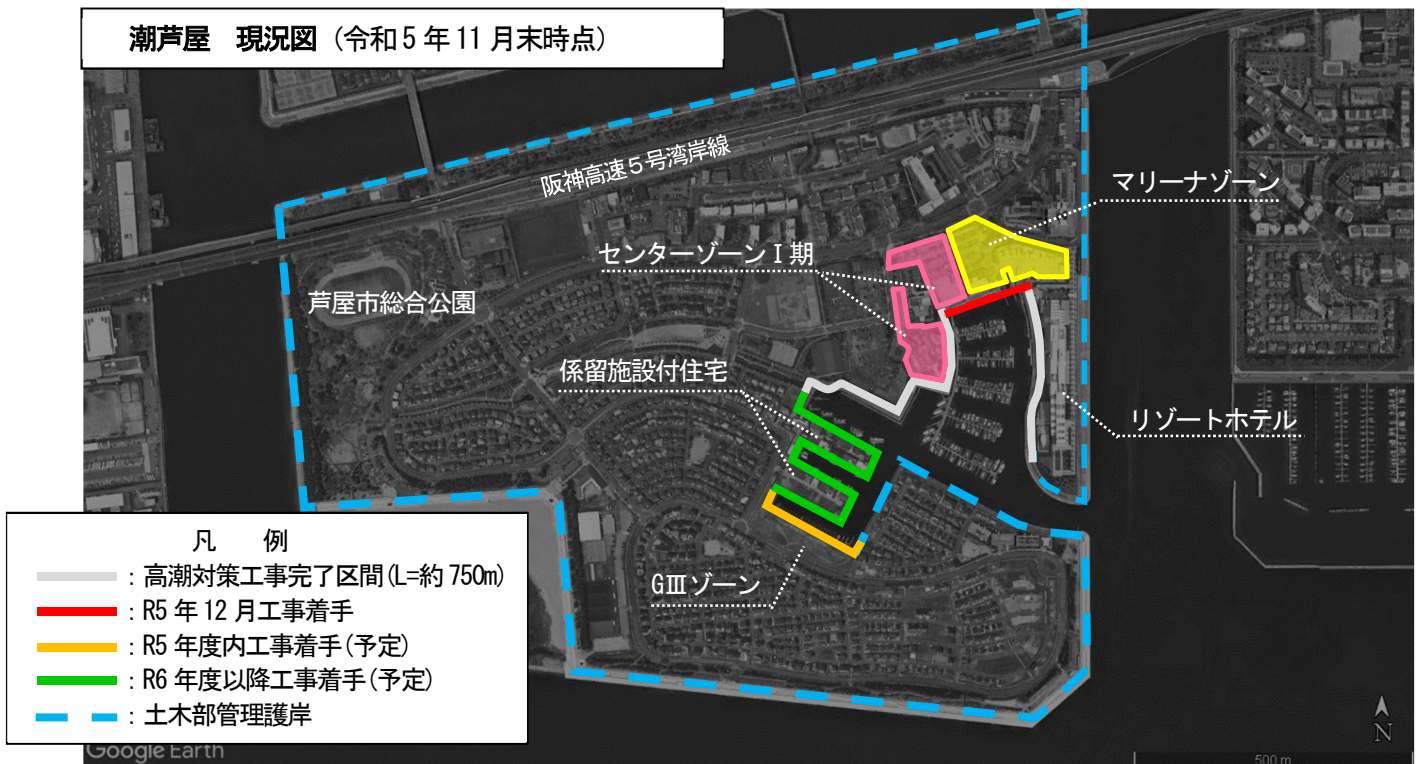 潮芦屋　現況図（令和5年11月末時点）
阪神高速5号湾岸線
マリーナゾーン
センターゾーンⅠ期
芦屋市総合公園
係留施設付住宅
リゾートホテル
GⅢゾーン
凡　例
：高潮対策工事完了区間(L=約750m)
：R5年12月工事着手
：R5年度内工事着手(予定)
：R6年度以降工事着手(予定)
：土木部管理護岸
Google Earth
N
500 m